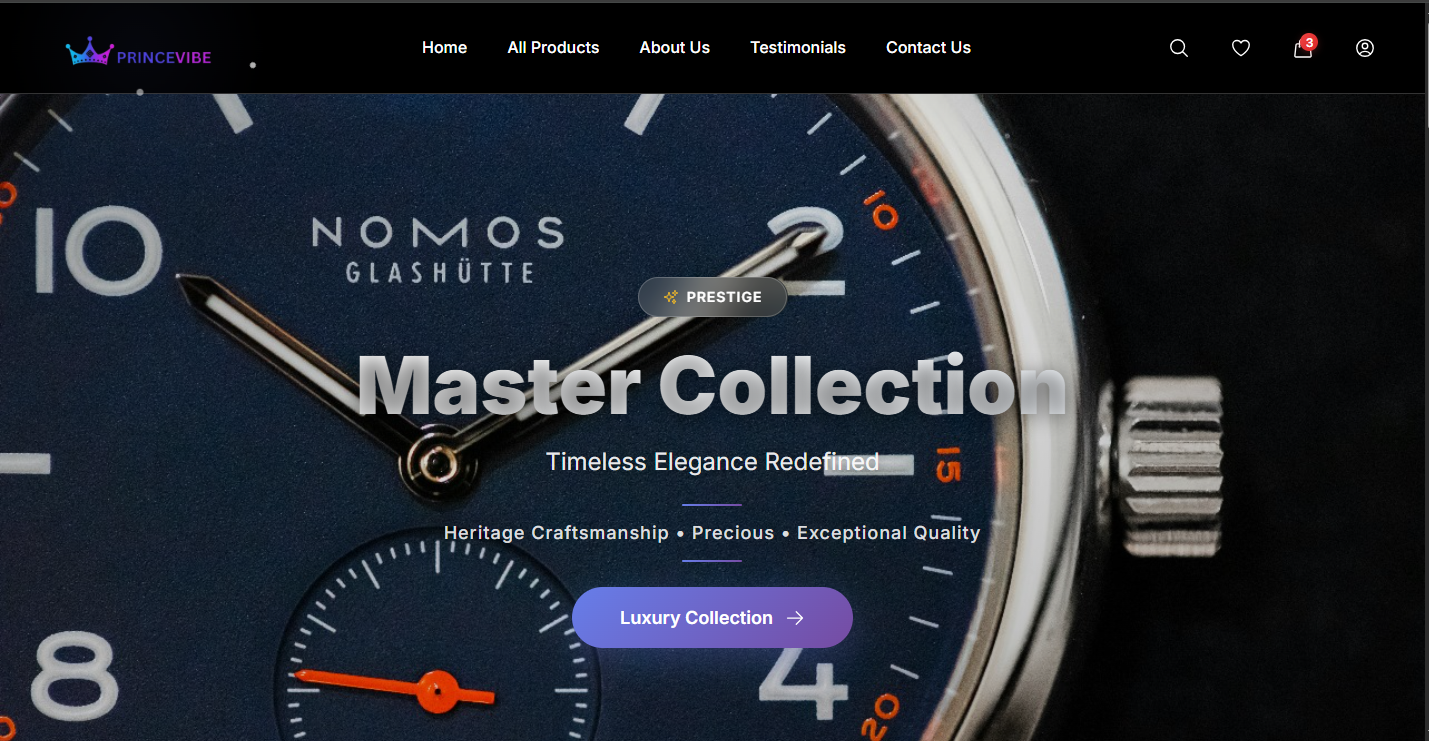 PRINCEVIBE
Home
All Products
About Us
Testimonials
Contact Us
3
10
NOMOS
GLASHÜTTE
2
10
PRESTIGE
Master Collection
Timeless Elegance Redefined
15
Heritage Craftsmanship • Precious • Exceptional Quality
Luxury Collection
8
4
20